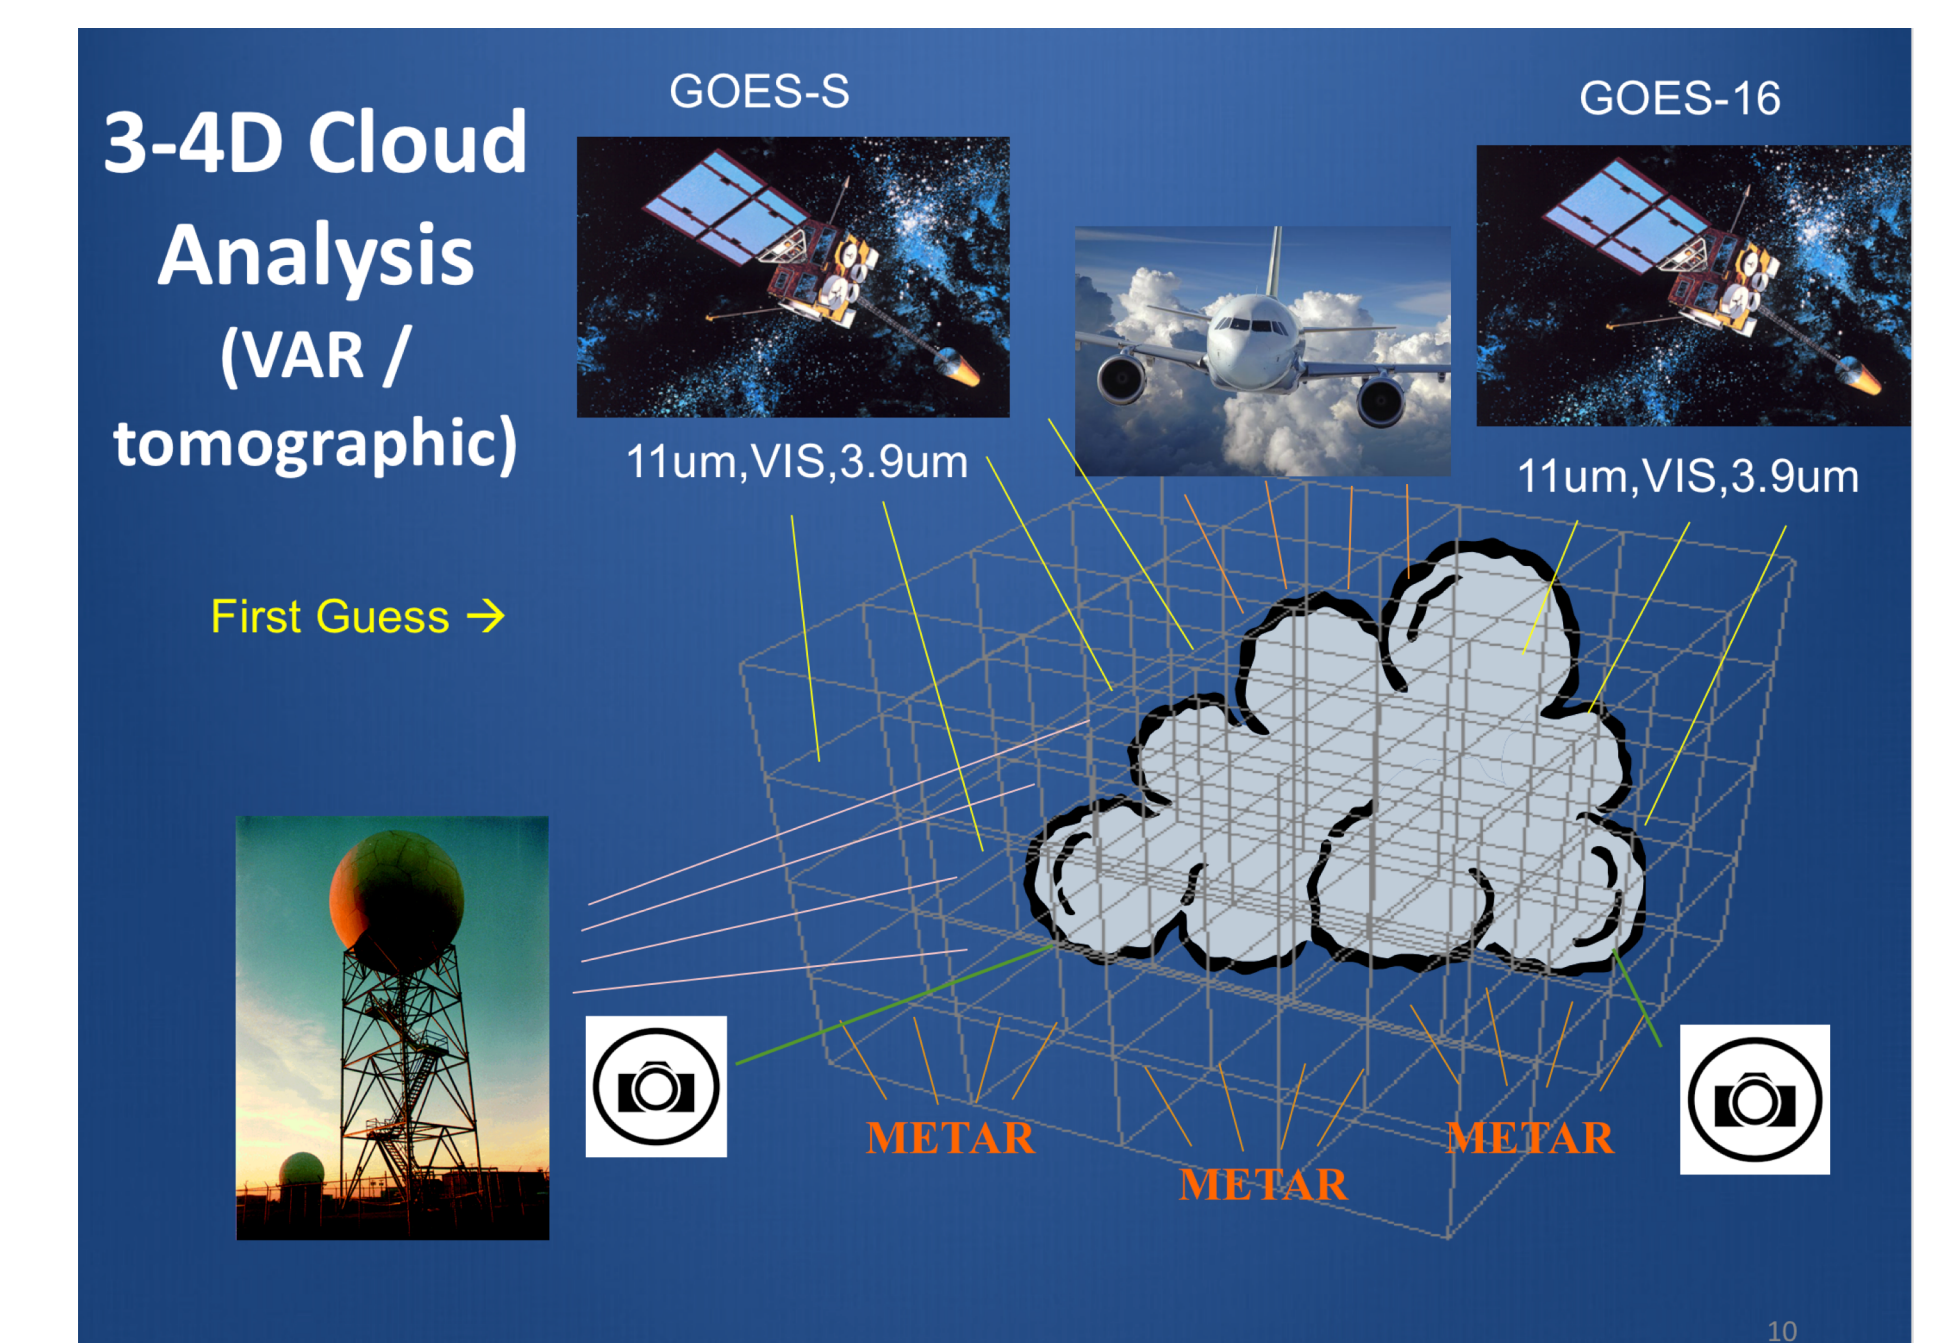 3-4D Cloud
Analysis
(VAR /
tomographic)
GOES-S
GOES-16
11um,VIS,3.9um
11um,VIS,3.9um
First Guess →
METAR
METAR
METAR
10